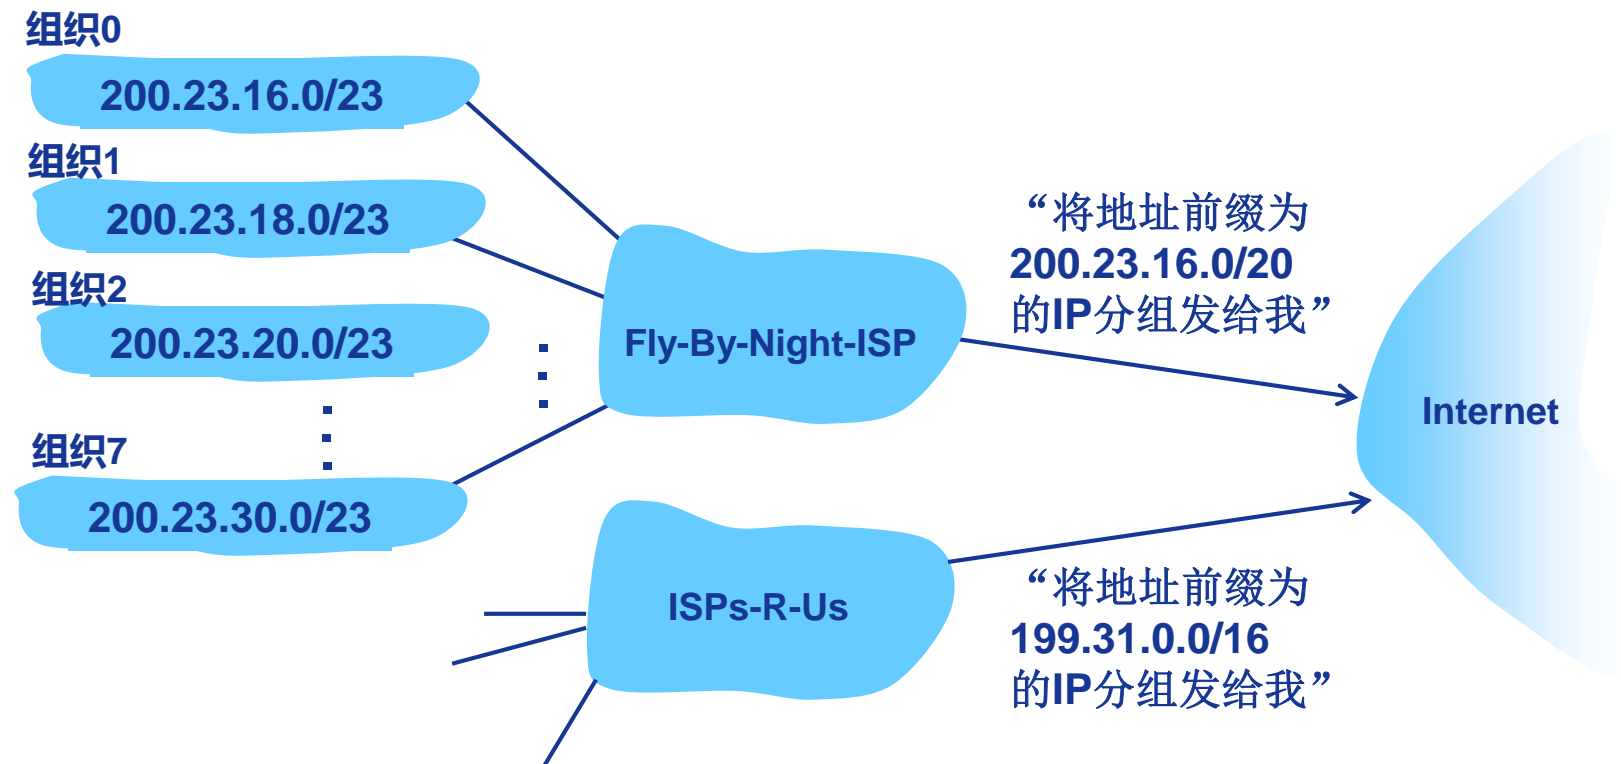 组织0
200.23.16.0/23
组织1
200.23.18.0/23
组织2
200.23.20.0/23
组织7
200.23.30.0/23
Fly-By-Night-ISP
“将地址前缀为
200.23.16.0/20
的IP分组发给我”
Internet
ISPs-R-Us
“将地址前缀为
199.31.0.0/16
的IP分组发给我”